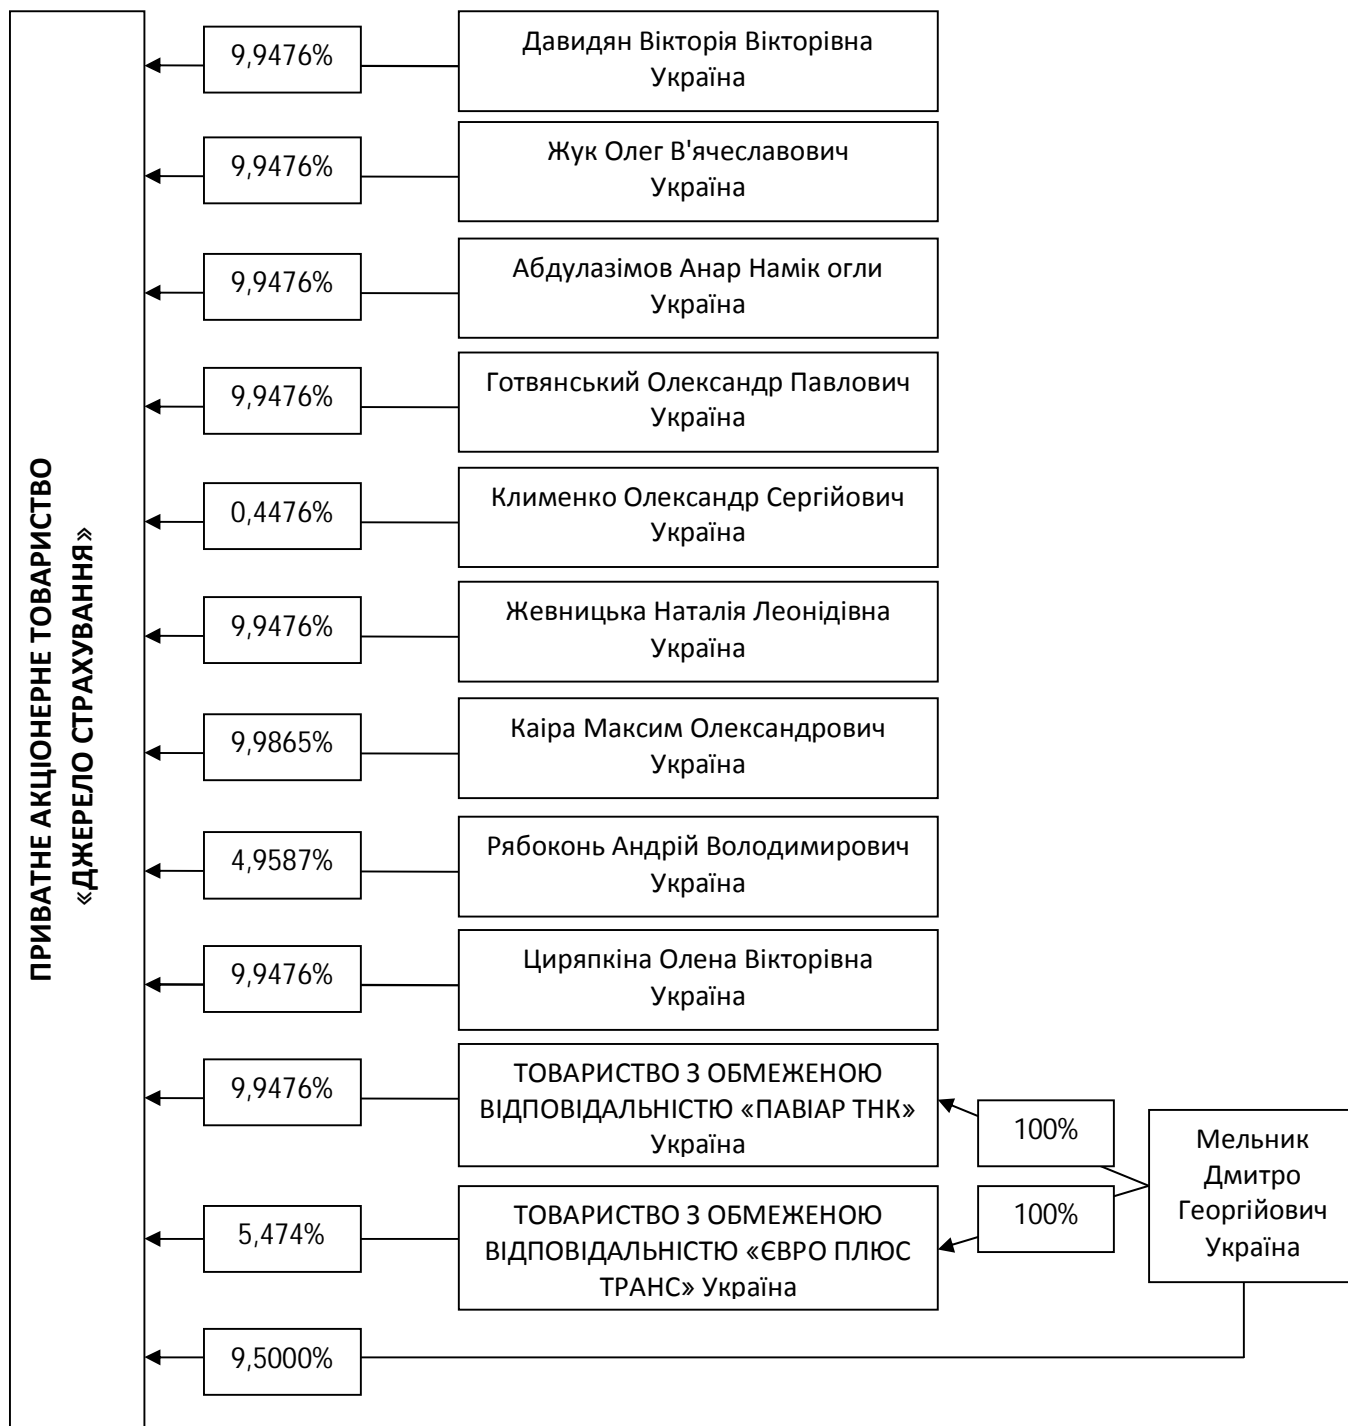 ПРИВАТНЕ АКЦІОНЕРНЕ ТОВАРИСТВО
«ДЖЕРЕЛО СТРАХУВАННЯ»
9,9476%
Давидян Вікторія Вікторівна
Україна
9,9476%
Жук Олег В'ячеславович
Україна
9,9476%
Абдулазімов Анар Намік огли
Україна
9,9476%
Готвянський Олександр Павлович
Україна
0,4476%
Клименко Олександр Сергійович
Україна
9,9476%
Жевницька Наталія Леонідівна
Україна
9,9865%
Каіра Максим Олександрович
Україна
4,9587%
Рябоконь Андрій Володимирович
Україна
9,9476%
Циряпкіна Олена Вікторівна
Україна
9,9476%
ТОВАРИСТВО З ОБМЕЖЕНОЮ
ВІДПОВІДАЛЬНІСТЮ «ПАВІАР ТНК»
Україна
100%
5,474%
ТОВАРИСТВО З ОБМЕЖЕНОЮ
ВІДПОВІДАЛЬНІСТЮ «ЄВРО ПЛЮС
ТРАНС» Україна
100%
Мельник
Дмитро
Георгійович
Україна
9,5000%